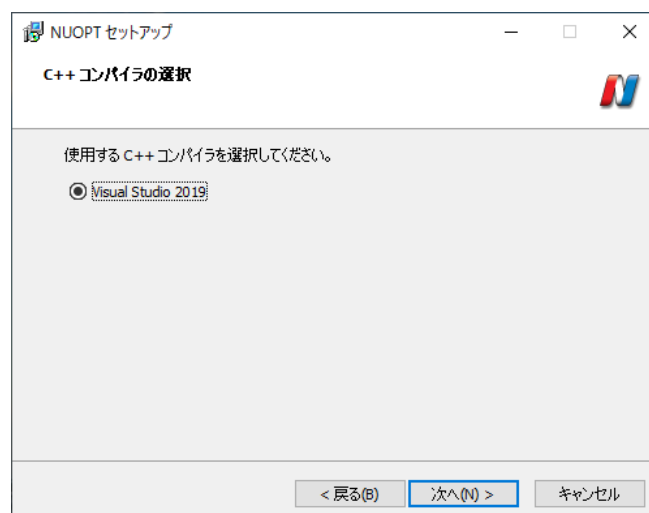 NUOPT セットアップ
C++ コンパイラの選択
使用する C++ コンパイラを選択してください。
Visual Studio 2019
< 戻る(B)
次へ(N) >
キャンセル